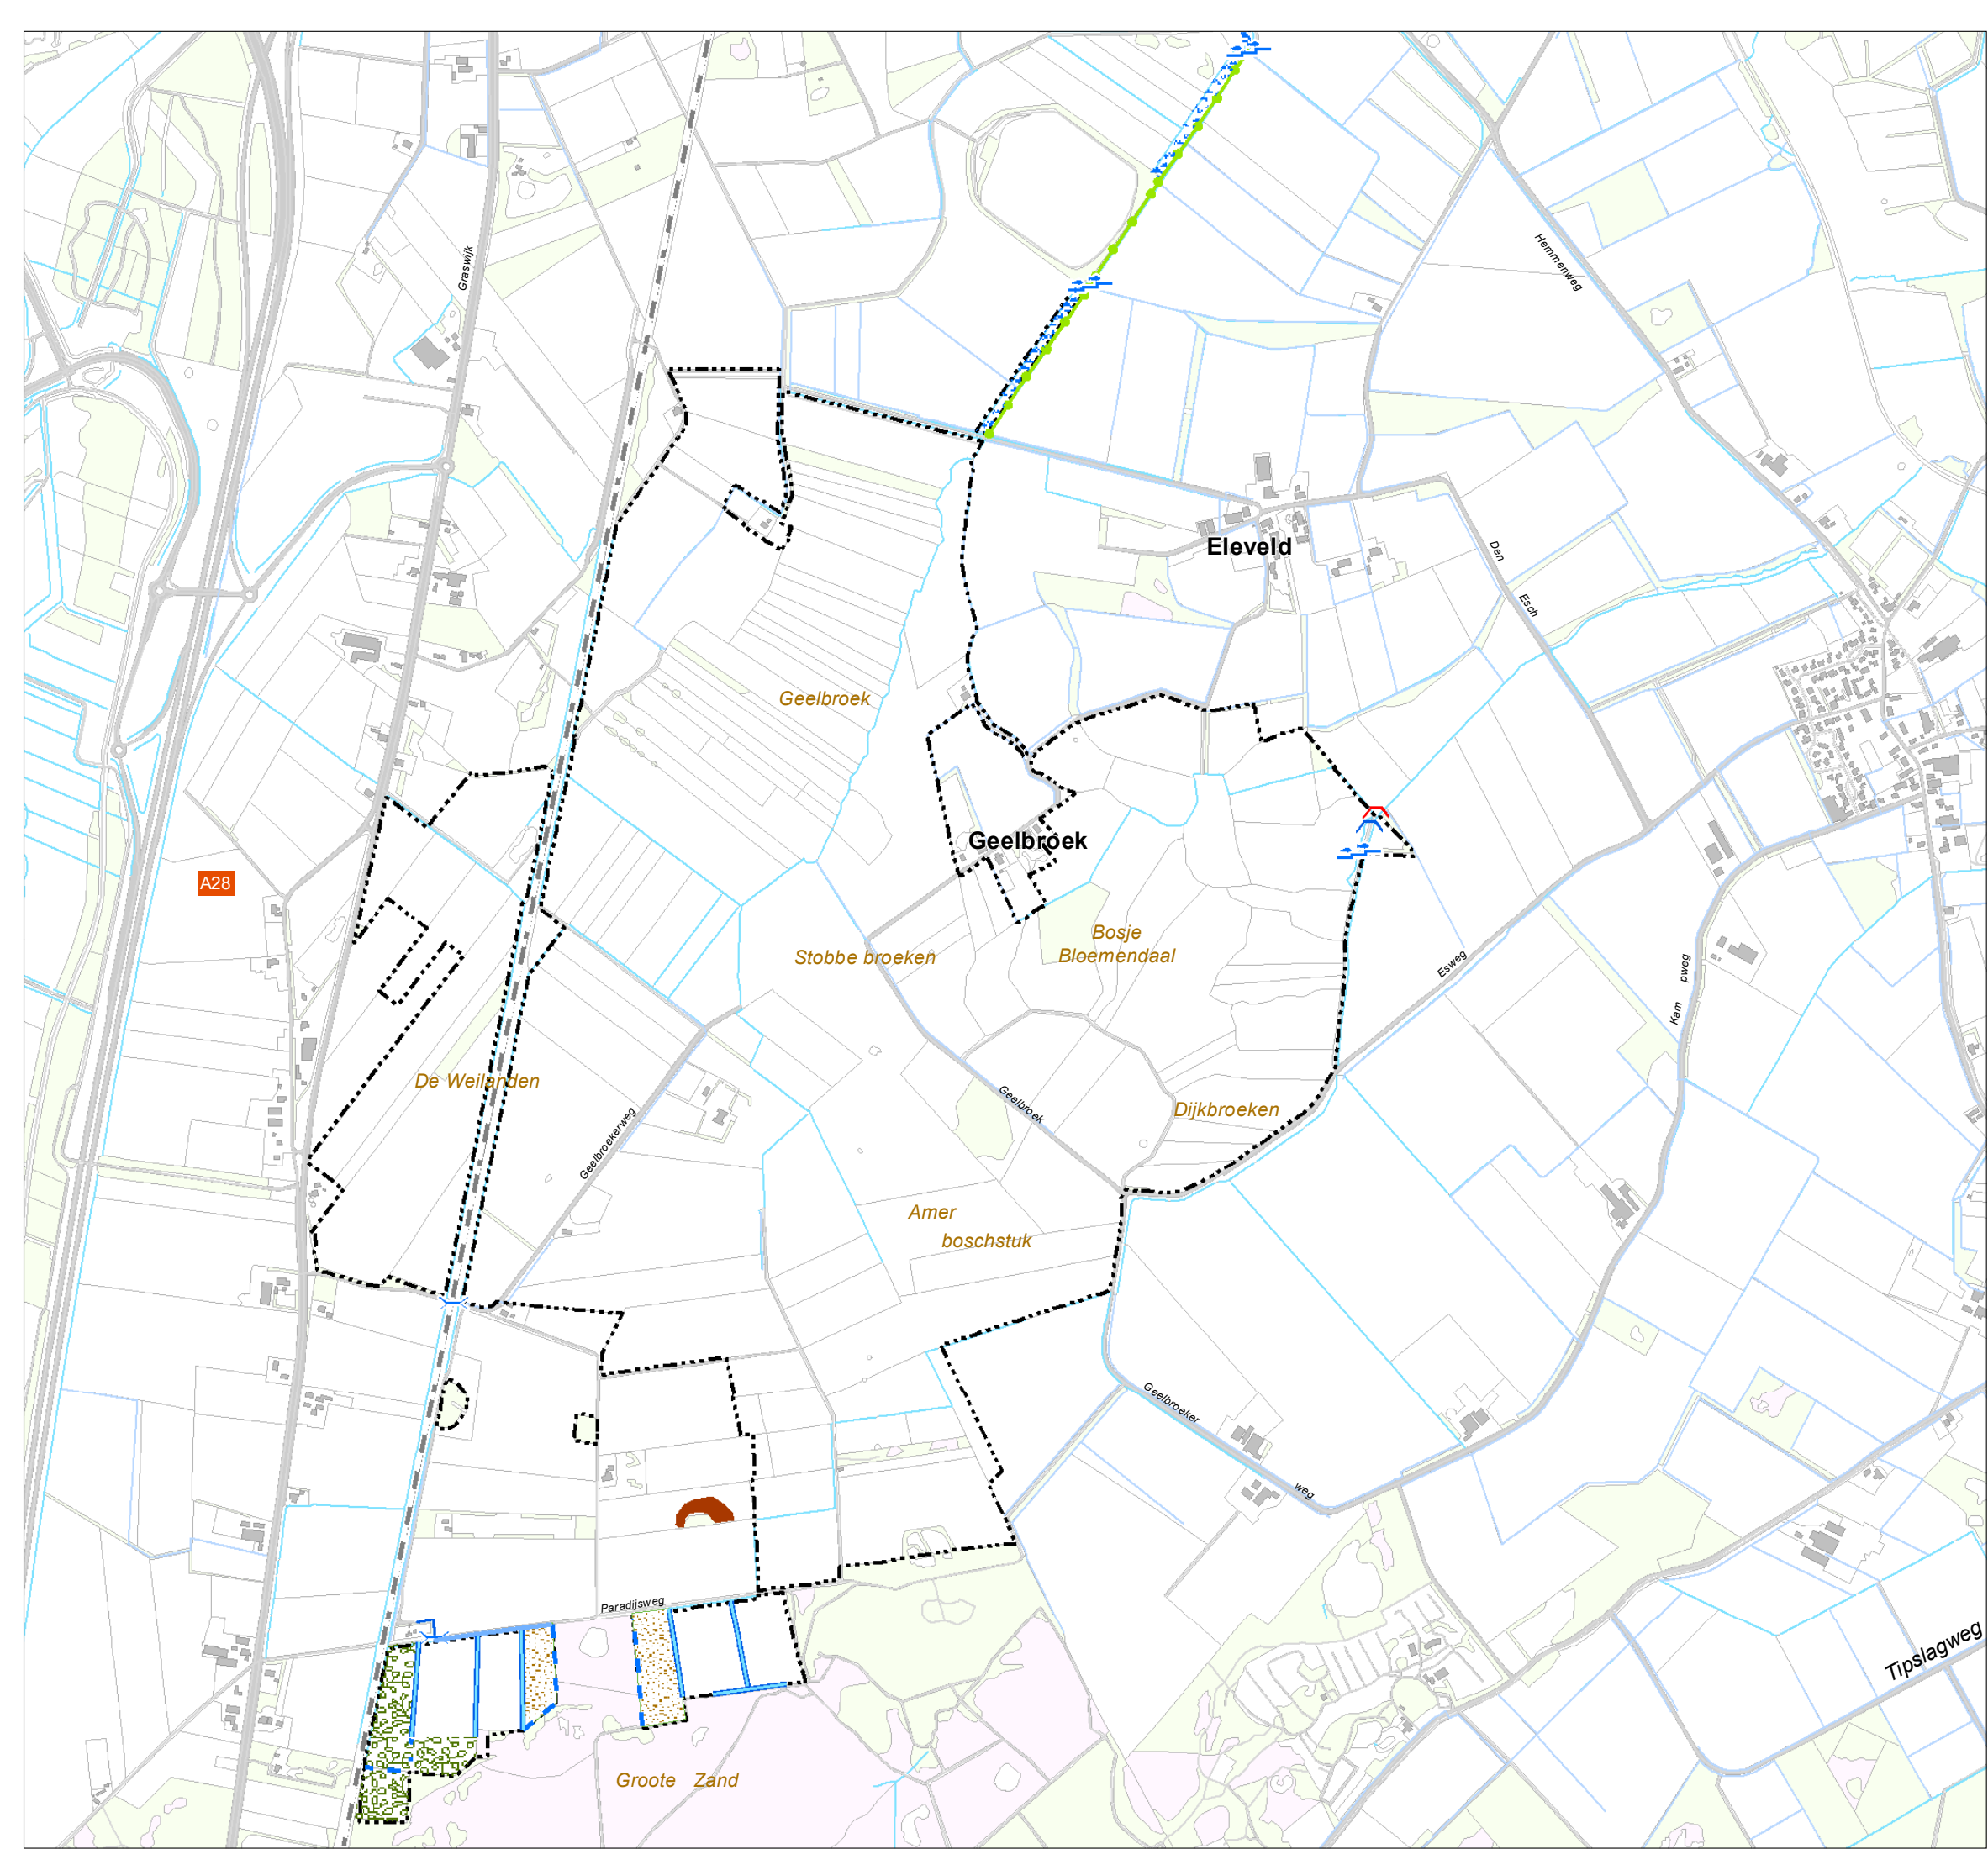 Graswijk
Hemmenweg
Eleveld
Den
Esch
Geelbroek
Geelbroek
A28
Bosje
Bloemendaal
Stobbe broeken
Esweg
Kam pweg
De Weilanden
Geelbroek
Dijkbroeken
Geelbroekerweg
Amer
boschstuk
Geelbroeker
weg
Paradijsweg
Tipslagweg
Groote Zand